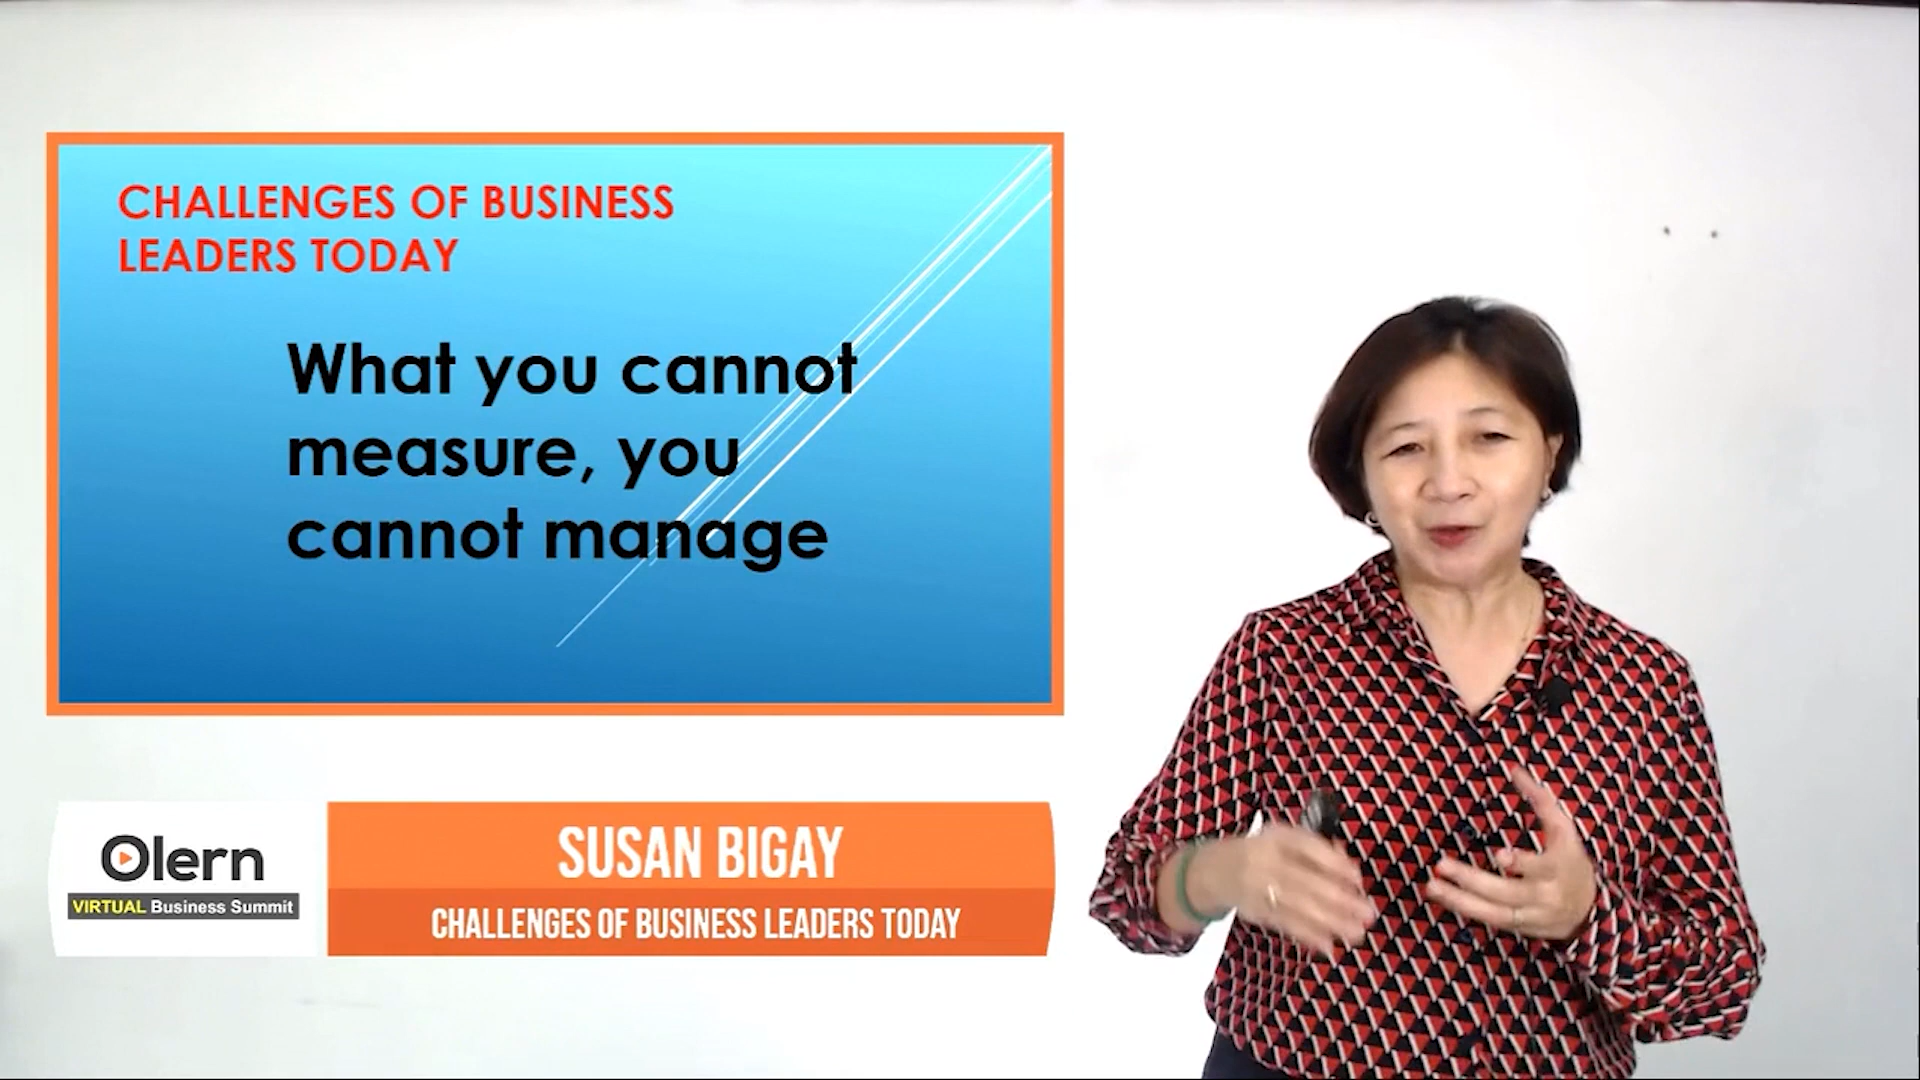 CHALLENGES OF BUSINESS
LEADERS TODAY
What you cannot
measure, you
cannot manage
Olern
VIRTUAL Business Summit
SUSAN BIGAY
CHALLENGES OF BUSINESS LEADERS TODAY